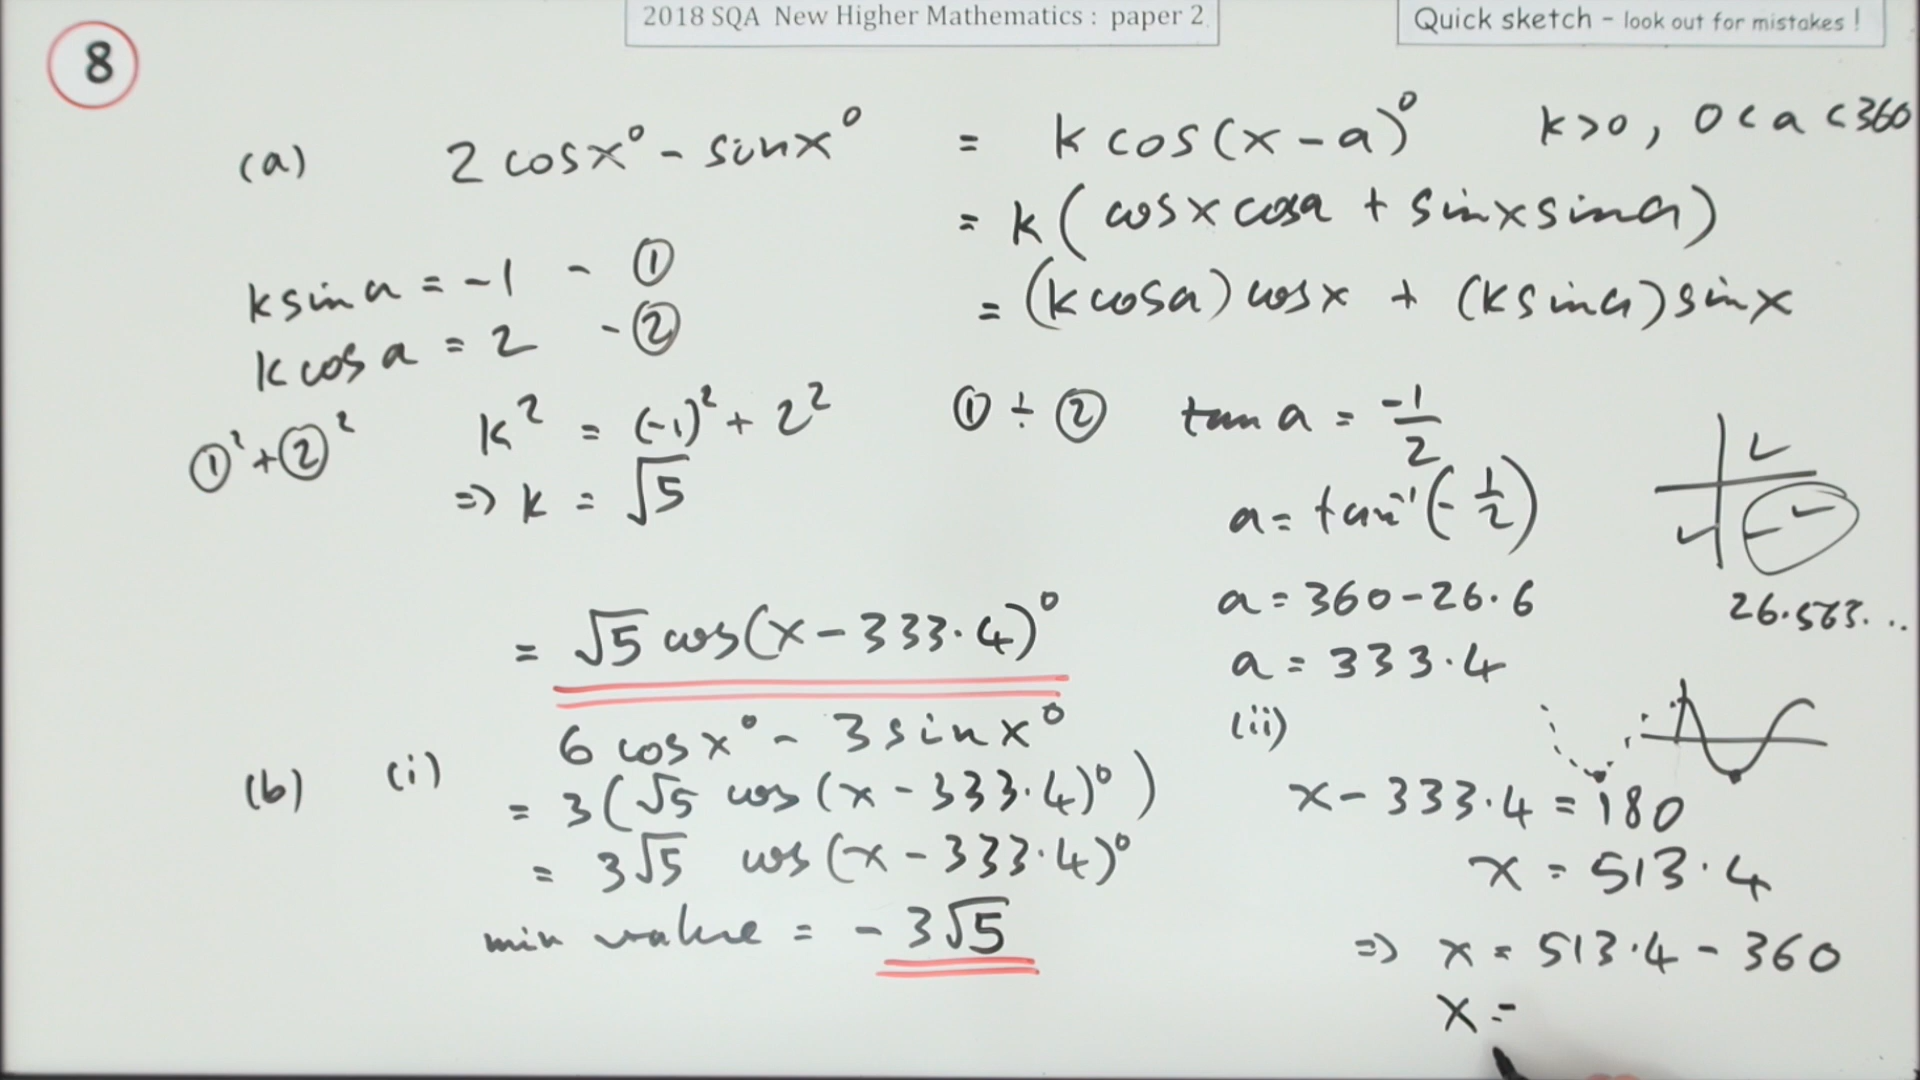 2018 SQA New Higher Mathematics : paper 2
Quick sketch - look out for mistakes !
8
(a) 2 cos x° - sin x° = k cos(x - a)° k > 0, 0 < a < 360
= k(cos x cos a + sin x sin a)
= (k cos a) cos x + (k sin a) sin x
k sin a = -1 - ①
k cos a = 2 - ②
①² + ②² k² = (-1)² + 2²
⇒ k = √5
① ÷ ② tan a = -1/2
a = tan⁻¹(-1/2)
a = 360 - 26.6
26.563...
a = 333.4
= √5 cos(x - 333.4)°
(b) (i) 6 cos x° - 3 sin x°
= 3(√5 cos(x - 333.4)°)
= 3√5 cos(x - 333.4)°
min value = -3√5
(ii)
x - 333.4 = 180
x = 513.4
⇒ x = 513.4 - 360
x =